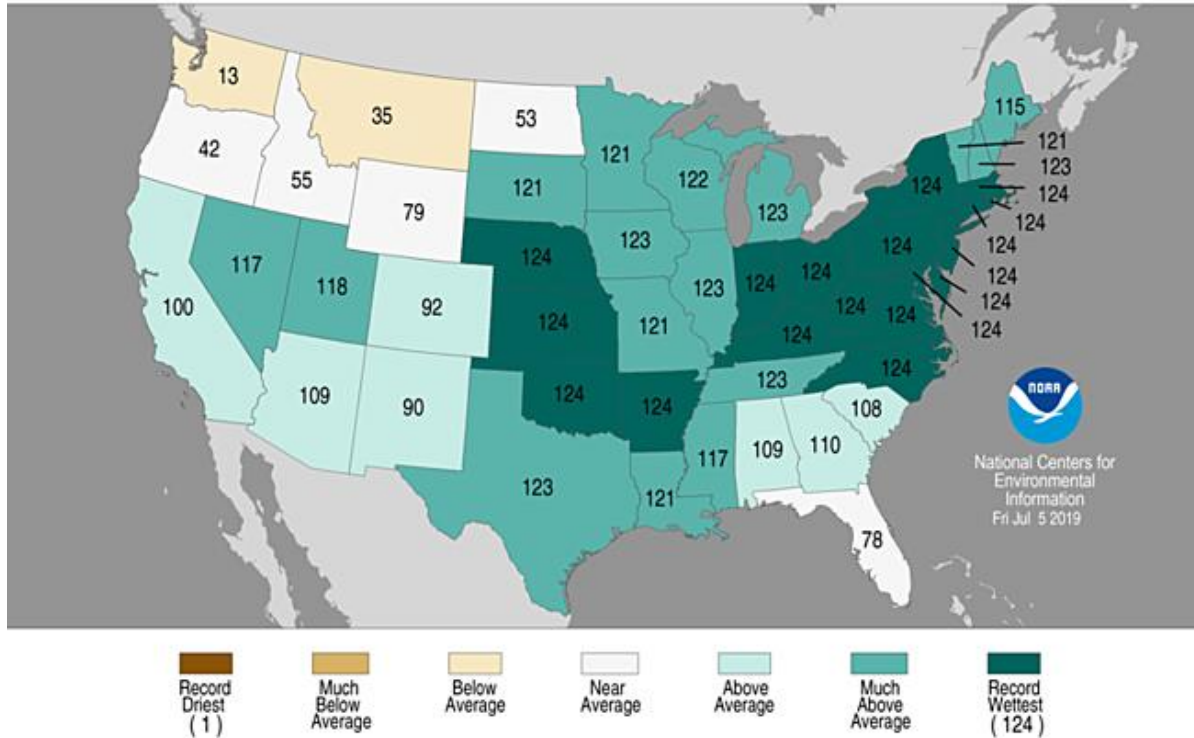 13
35
53
42
55
79
121
121
122
123
115
121
123
124
124
124
124
124
124
124
117
118
92
100
109
90
124
124
124
124
123
121
123
124
124
124
124
124
124
124
124
123
123
121
117
109
110
108
78
NOAA
National Centers for
Environmental
Information
Fri Jul 5 2019
Record
Driest
( 1 )
Much
Below
Average
Below
Average
Near
Average
Above
Average
Much
Above
Average
Record
Wettest
( 124 )